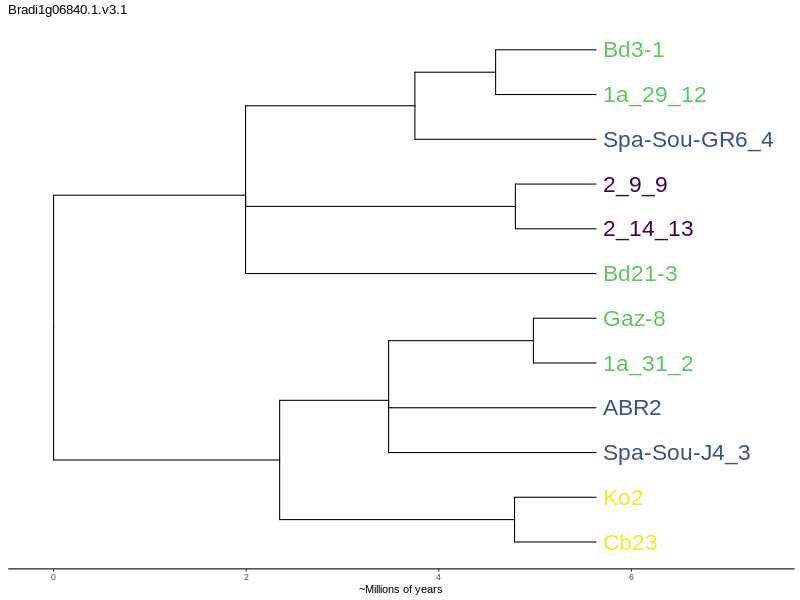 Bradi1g06840.1.v3.1
Bd3-1
1a_29_12
Spa-Sou-GR6_4
2_9_9
2_14_13
Bd21-3
Gaz-8
1a_31_2
ABR2
Spa-Sou-J4_3
Ko2
Cb23
0 2 4 6
~Millions of years